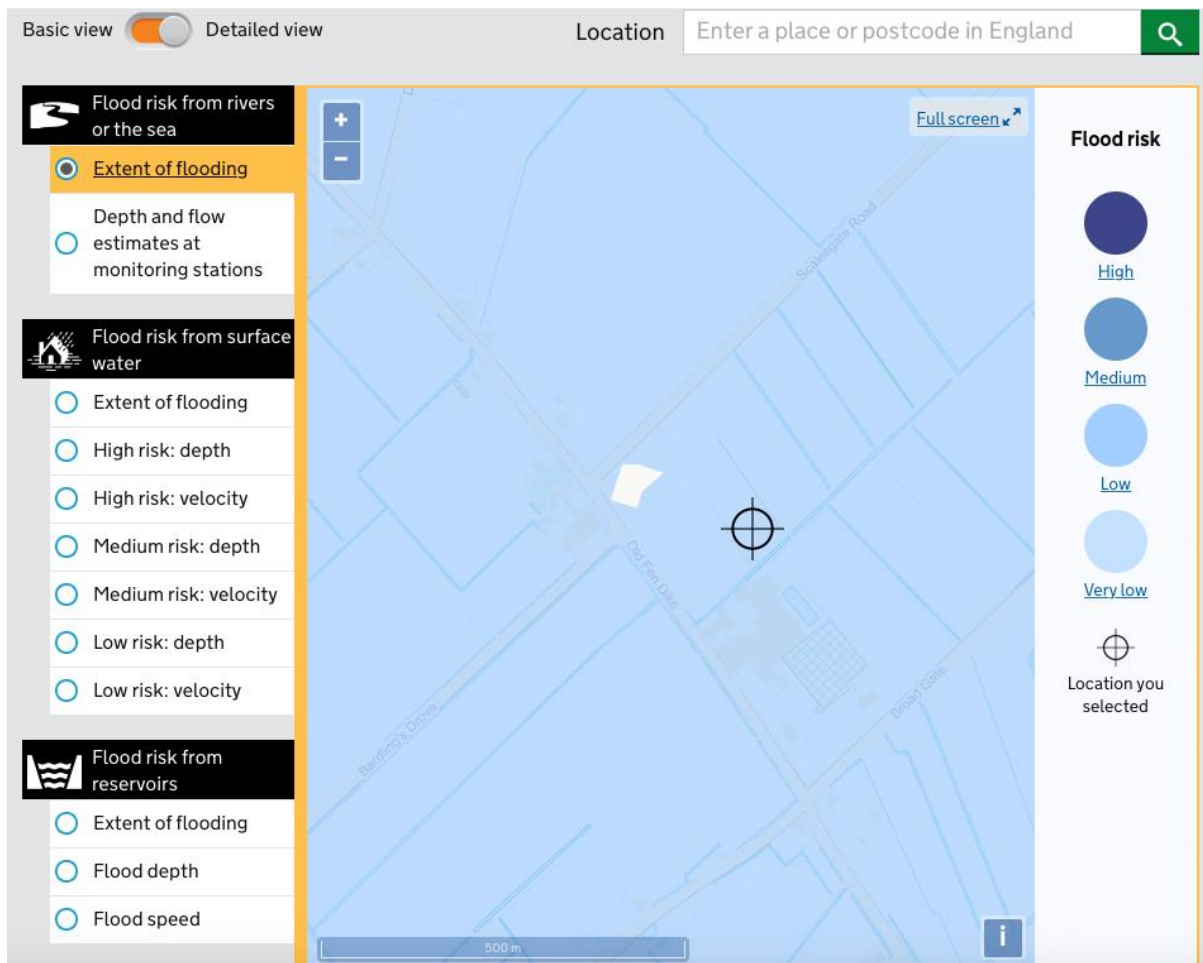 Basic view
Detailed view
Location
Enter a place or postcode in England
Flood risk from rivers
or the sea
Extent of flooding
Depth and flow
estimates at
monitoring stations
Flood risk from surface
water
Extent of flooding
High risk: depth
High risk: velocity
Medium risk: depth
Medium risk: velocity
Low risk: depth
Low risk: velocity
Flood risk from
reservoirs
Extent of flooding
Flood depth
Flood speed
+
−
Full screen
Scalesgate Road
Old Fen Dike
Barding's Drove
Broad Gate
500 m
i
Flood risk
High
Medium
Low
Very low
Location you
selected